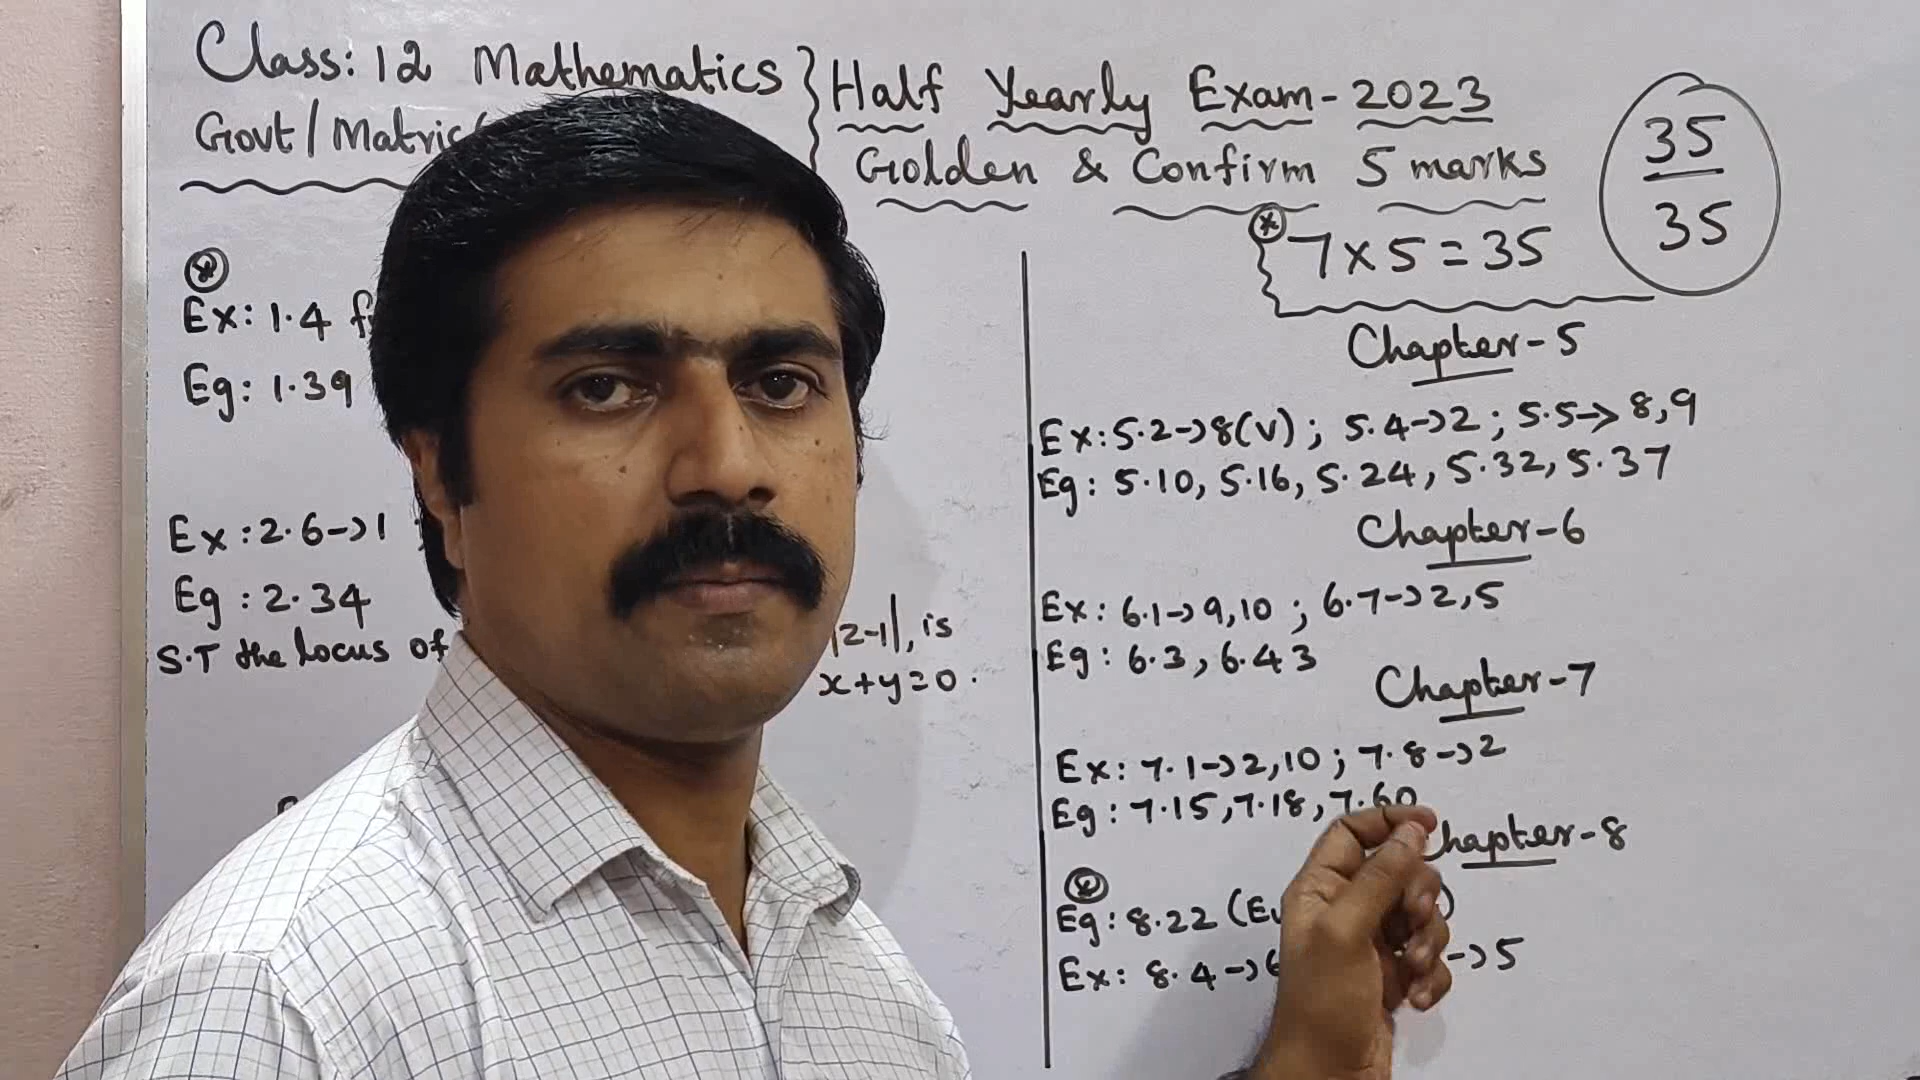 Class: 12 Mathematics
Govt / Matric
Half Yearly Exam - 2023
Golden & Confirm 5 marks
7 x 5 = 35
35
35
Ex: 1.4
Eg: 1.39
Ex: 2.6→1
Eg: 2.34
S.T the locus of |z-1|, is
x+y=0.
Chapter-5
Ex: 5.2→8(v); 5.4→2; 5.5→8,9
Eg: 5.10, 5.16, 5.24, 5.32, 5.37
Chapter-6
Ex: 6.1→9,10; 6.7→2,5
Eg: 6.3, 6.43
Chapter-7
Ex: 7.1→2,10; 7.8→2
Eg: 7.15, 7.18, 7.60
Chapter-8
Eg: 8.22
Ex: 8.4→6 →5